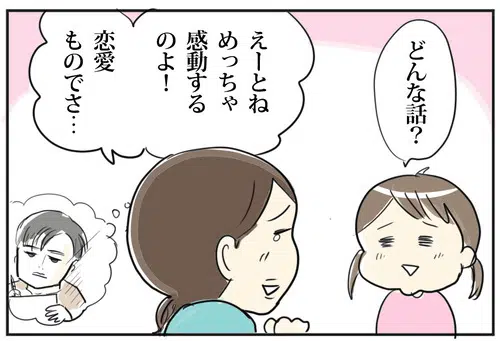 どんな話？
えーとね
めっちゃ
感動する
のよ！
恋愛
ものでさ…